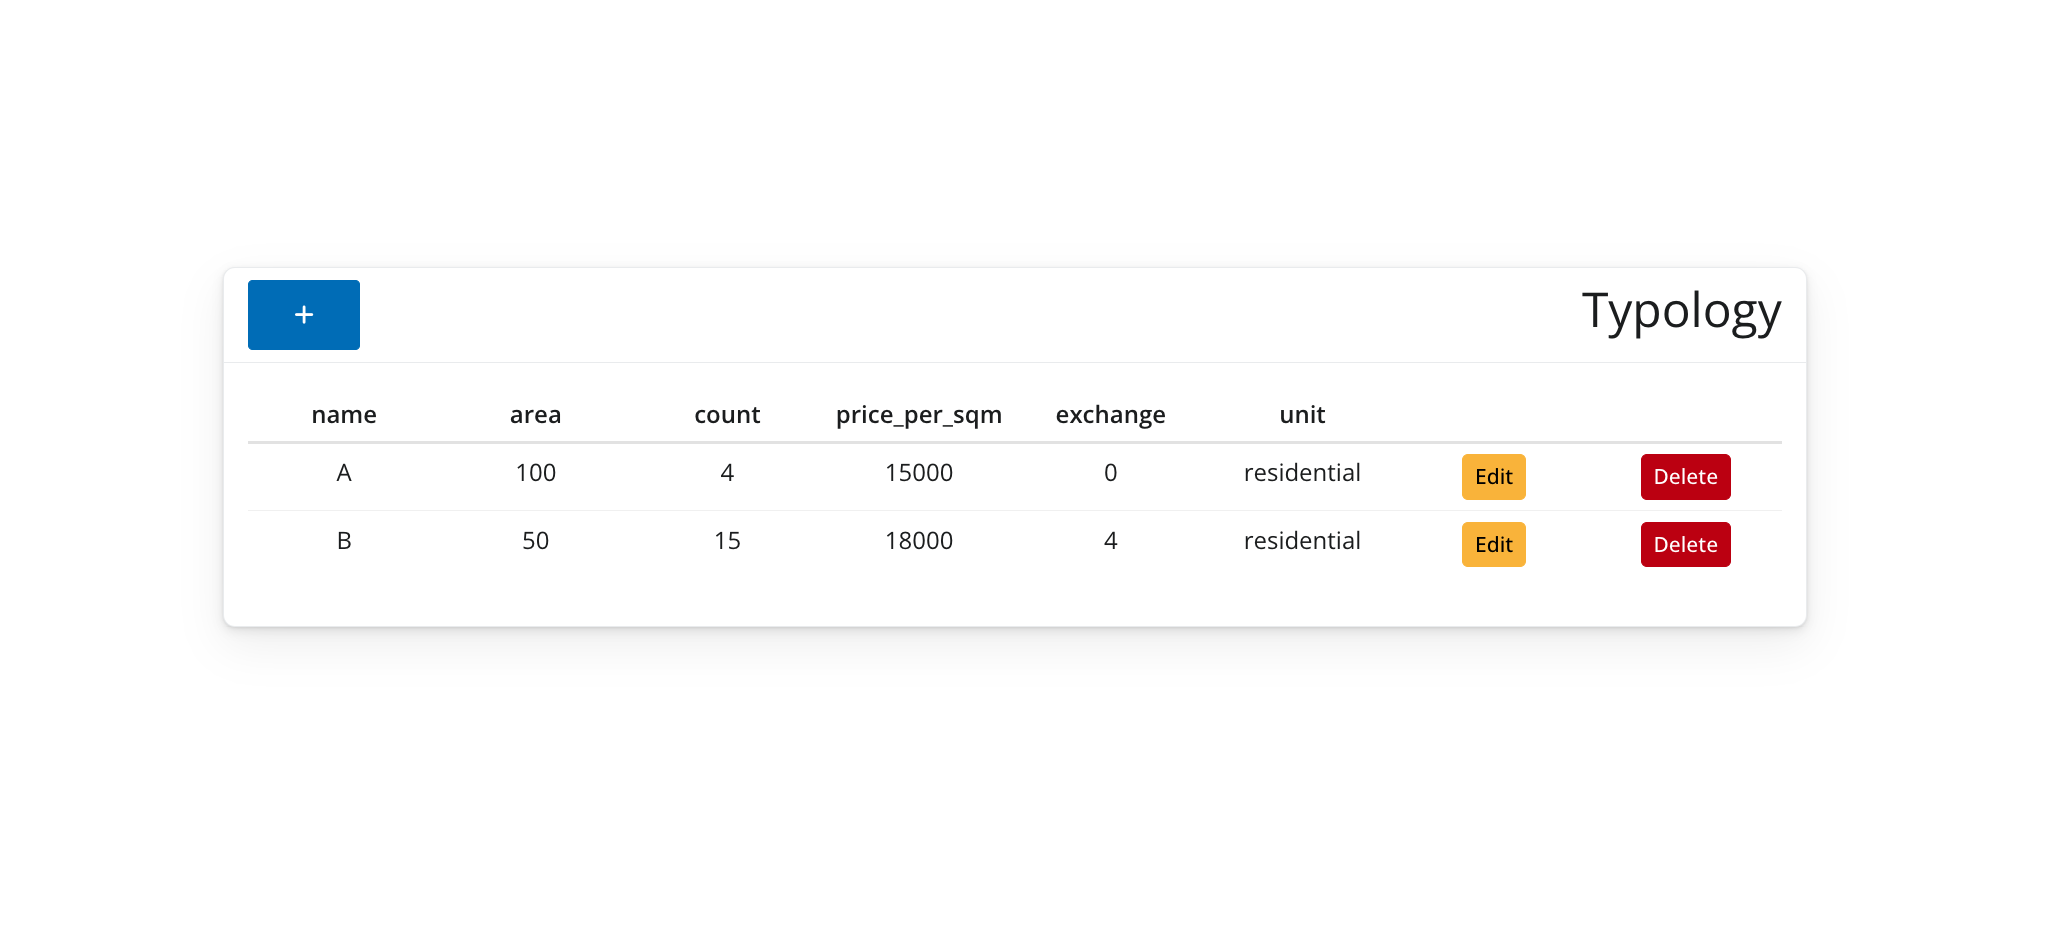 + Typology
name area count price_per_sqm exchange unit
A 100 4 15000 0 residential Edit Delete
B 50 15 18000 4 residential Edit Delete